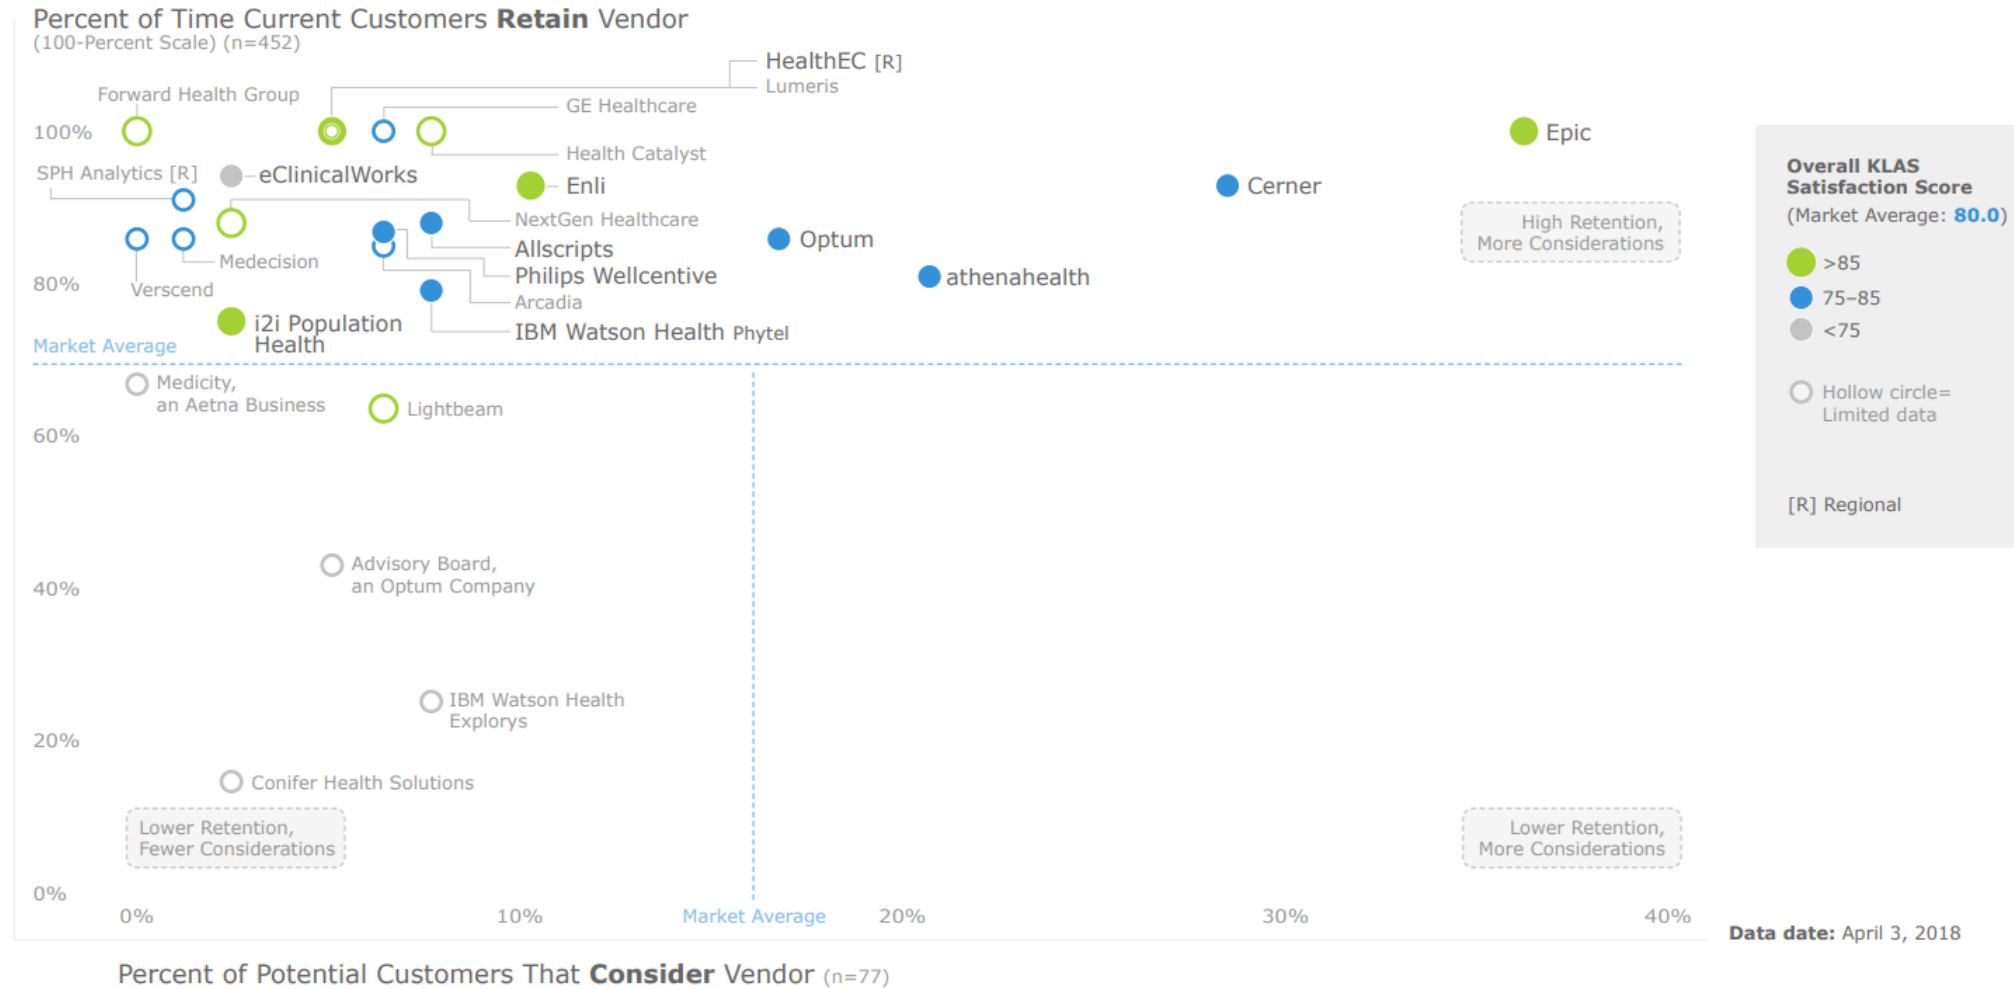 Percent of Time Current Customers Retain Vendor
(100-Percent Scale) (n=452)
HealthEC [R]
Lumeris
Forward Health Group
GE Healthcare
100%
Epic
Health Catalyst
SPH Analytics [R]
eClinicalWorks
Enli
Cerner
NextGen Healthcare
Allscripts
Optum
High Retention,
More Considerations
Medecision
Philips Wellcentive
athenahealth
80%
Verscend
Arcadia
i2i Population
Health
IBM Watson Health Phytel
Market Average
Medicity,
an Aetna Business
Lightbeam
60%
Advisory Board,
an Optum Company
40%
IBM Watson Health
Explorys
20%
Conifer Health Solutions
Lower Retention,
Fewer Considerations
Lower Retention,
More Considerations
0%
0%
10%
Market Average
20%
30%
40%
Percent of Potential Customers That Consider Vendor (n=77)
Overall KLAS
Satisfaction Score
(Market Average: 80.0)
>85
75–85
<75
Hollow circle=
Limited data
[R] Regional
Data date: April 3, 2018